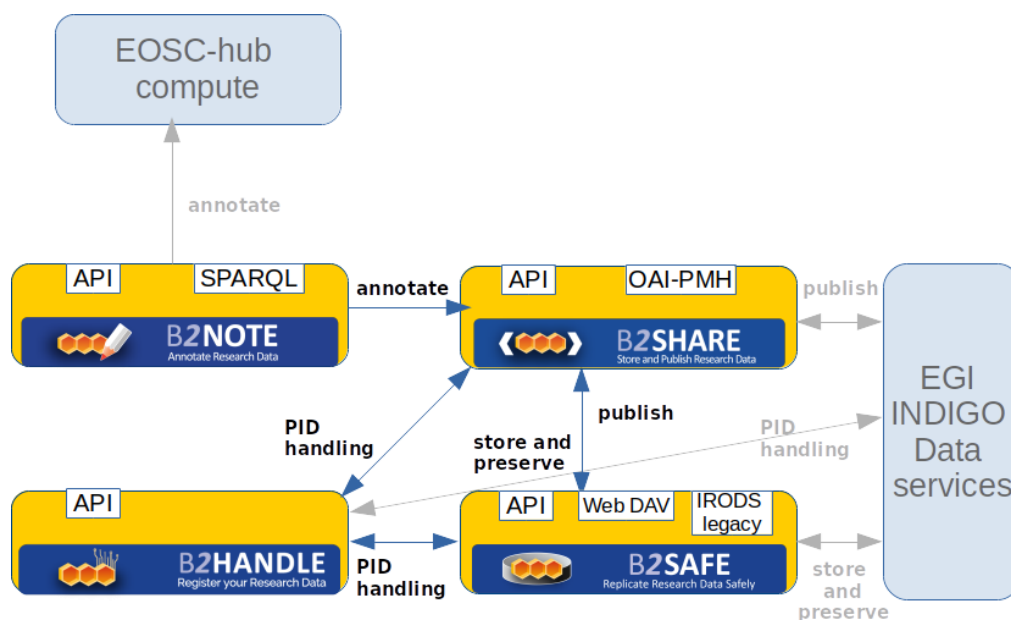 EOSC-hub
compute
annotate
API
SPARQL
B2NOTE
Annotate Research Data
annotate
API
OAI-PMH
B2SHARE
Store and Publish Research Data
publish
EGI
INDIGO
Data
services
PID
handling
publish
store and
preserve
PID
handling
API
B2HANDLE
Register your Research Data
PID
handling
API
Web DAV
IRODS
legacy
B2SAFE
Replicate Research Data Safely
store
and
preserve